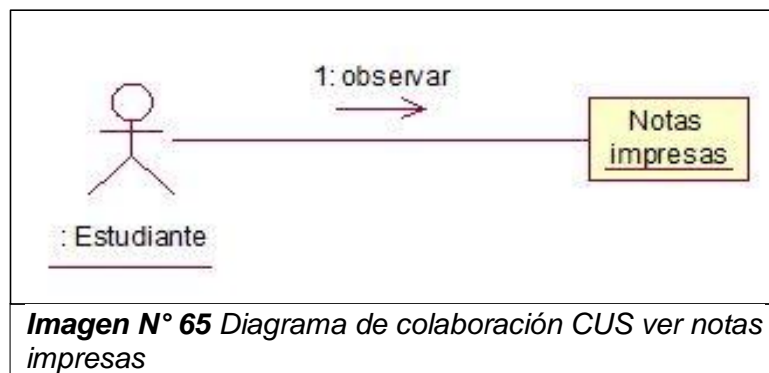 1: observar
Notas
impresas
: Estudiante
Imagen N° 65 Diagrama de colaboración CUS ver notas
impresas